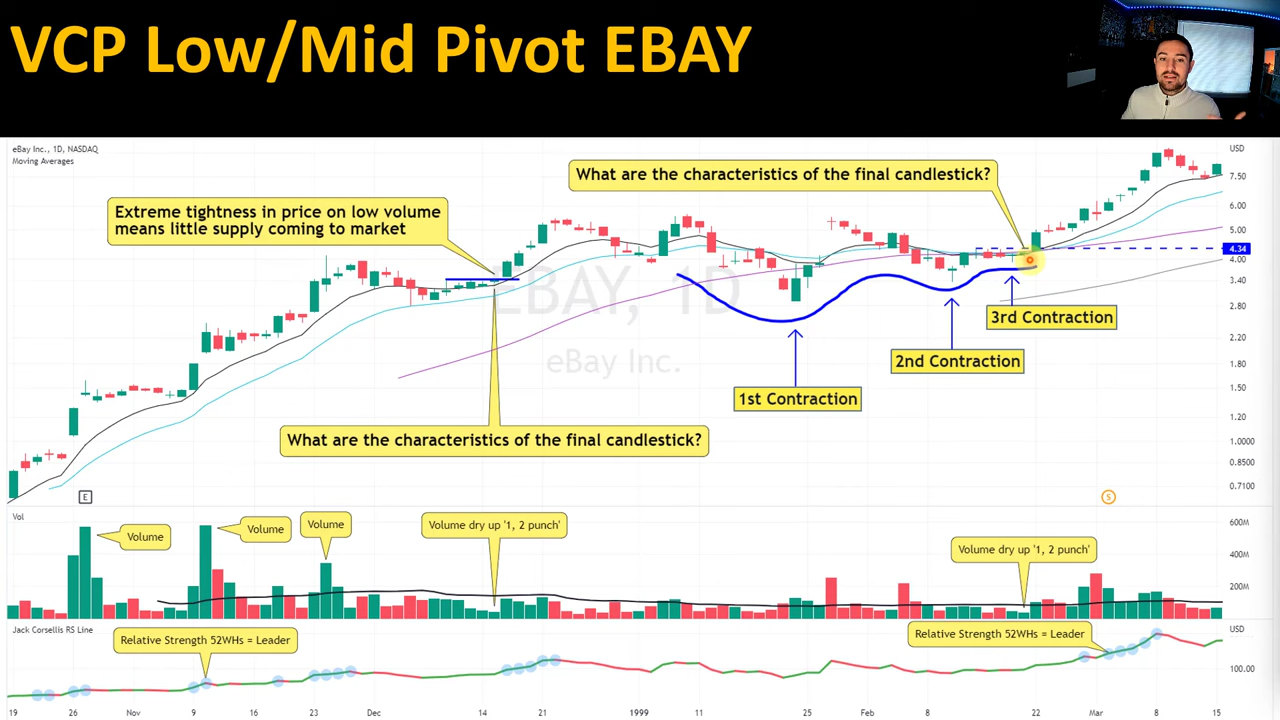 VCP Low/Mid Pivot EBAY
eBay Inc., 1D, NASDAQ
Moving Averages
USD
What are the characteristics of the final candlestick?
Extreme tightness in price on low volume
means little supply coming to market
7.50
6.00
5.00
4.34
4.00
3.40
2.80
2.20
1.80
1.50
1.20
1.0000
0.8500
0.7100
EBAY, 1D
eBay Inc.
3rd Contraction
2nd Contraction
1st Contraction
What are the characteristics of the final candlestick?
E
S
Vol
Volume
Volume
Volume
Volume dry up '1, 2 punch'
Volume dry up '1, 2 punch'
600M
400M
200M
Jack Corsellis RS Line
Relative Strength 52WHs = Leader
Relative Strength 52WHs = Leader
USD
100.00
19
26
Nov
9
16
23
Dec
14
21
1999
11
25
Feb
8
22
Mar
8
15